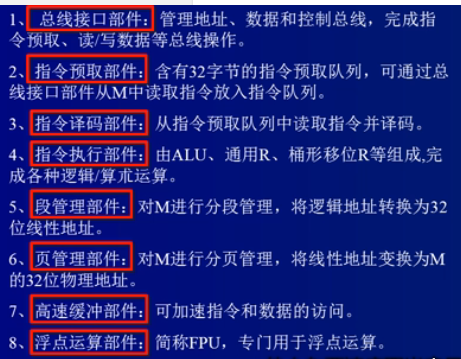 1、 总线接口部件：管理地址、数据和控制总线，完成指
令预取、读/写数据等总线操作。
2、指令预取部件：含有32字节的指令预取队列，可通过总
线接口部件从M中读取指令放入指令队列。
3、指令译码部件：从指令预取队列中读取指令并译码。
4、指令执行部件：由ALU、通用R、桶形移位R等组成,完
成各种逻辑/算朮运算。
5、段管理部件：对M进行分段管理，将逻辑地址转换为32
位线性地址。
6、页管理部件：对M进行分页管理，将线性地址变换为M
的32位物理地址。
7、高速缓冲部件：可加速指令和数据的访问。
8、浮点运算部件：简称FPU，专门用于浮点运算。